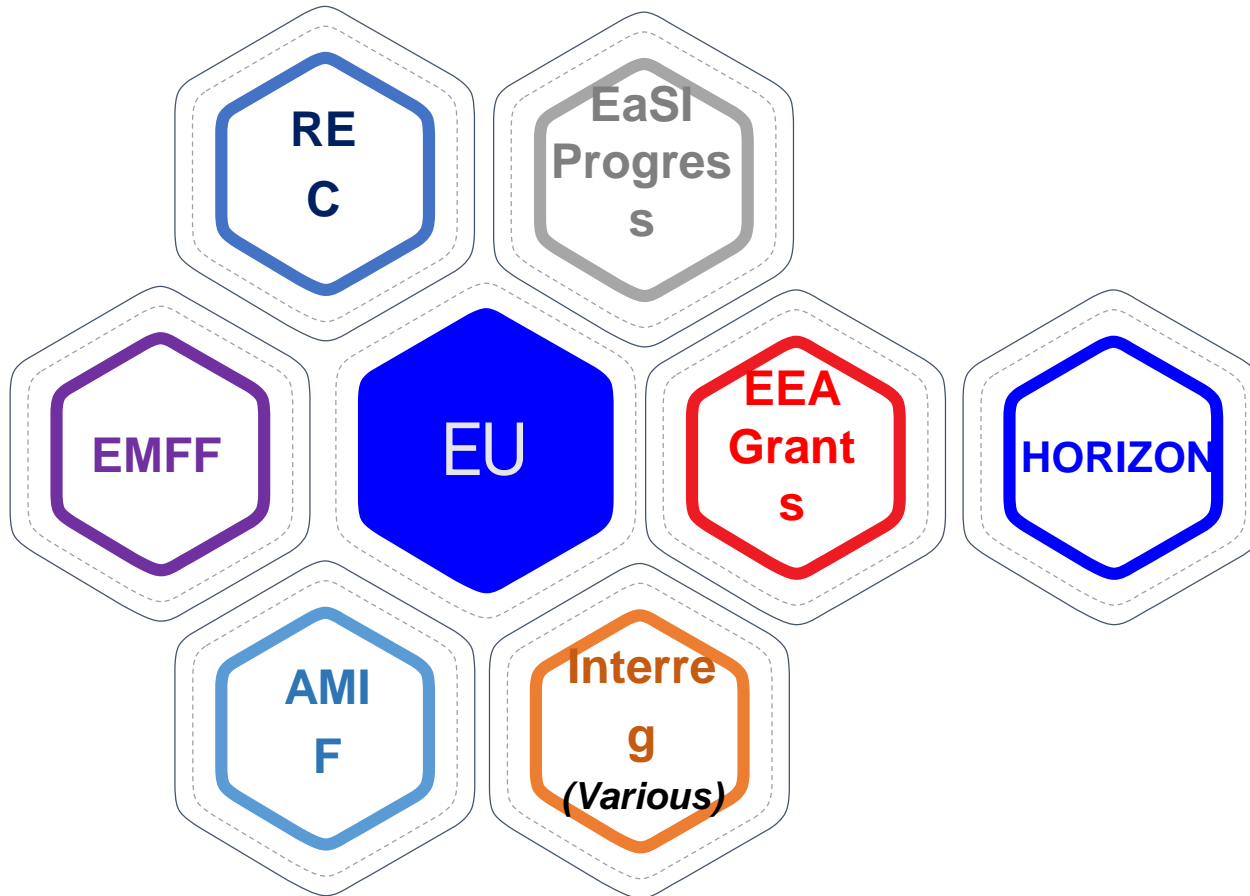 RE
C
EaSI
Progres
s
EMFF
EU
EEA
Grant
s
HORIZON
AMI
F
Interre
g
(Various)